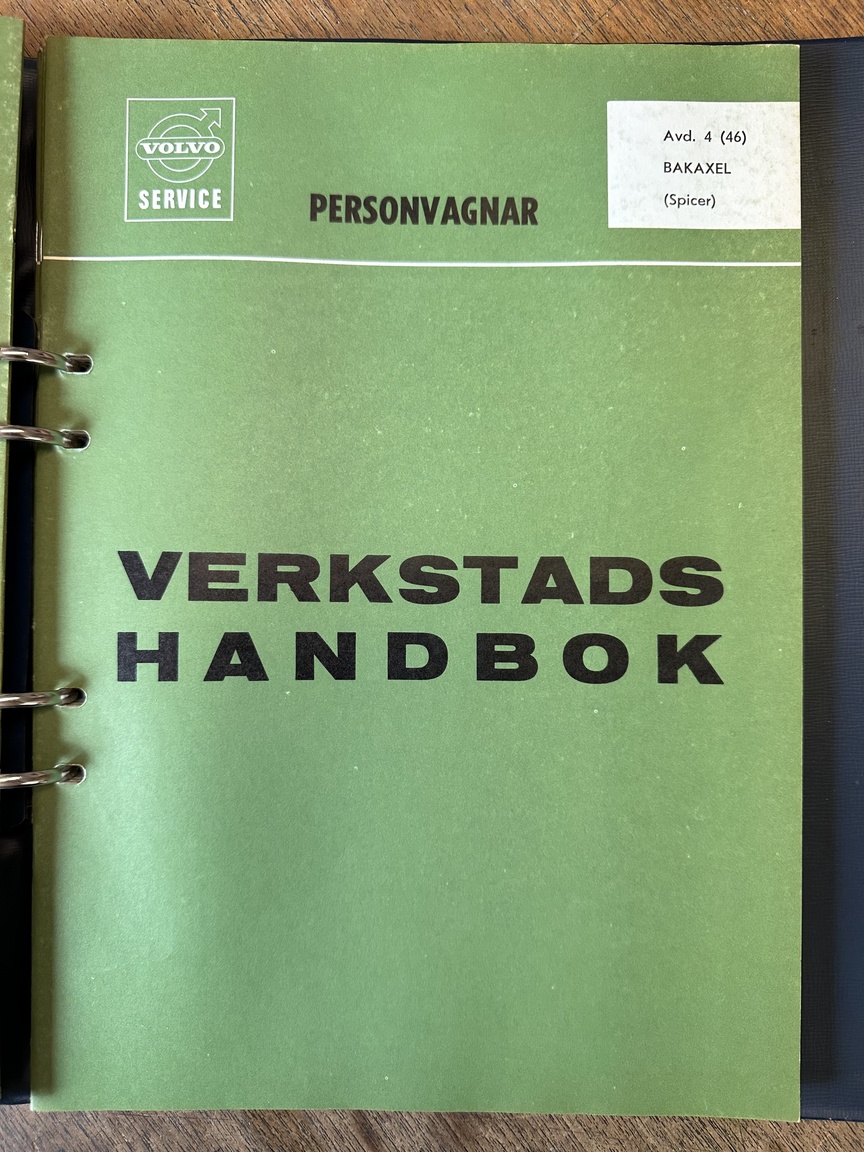 VOLVO
SERVICE
PERSONVAGNAR
Avd. 4 (46)
BAKAXEL
(Spicer)
VERKSTADS
HANDBOK